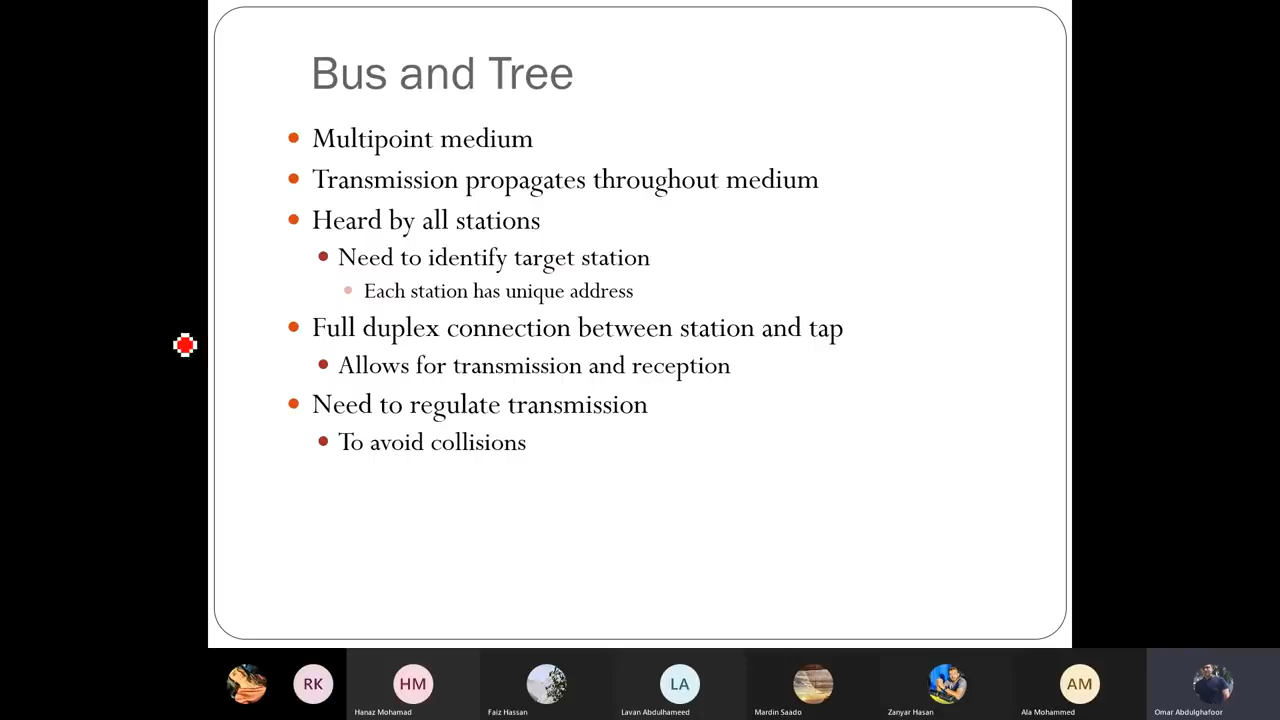 Bus and Tree
Multipoint medium
Transmission propagates throughout medium
Heard by all stations
Need to identify target station
Each station has unique address
Full duplex connection between station and tap
Allows for transmission and reception
Need to regulate transmission
To avoid collisions
RK
HM
LA
AM
Hanaz Mohamad
Faiz Hassan
Lavan Abdulhameed
Mardin Saado
Zanyar Hasan
Ala Mohammed
Omar Abdulghafoor